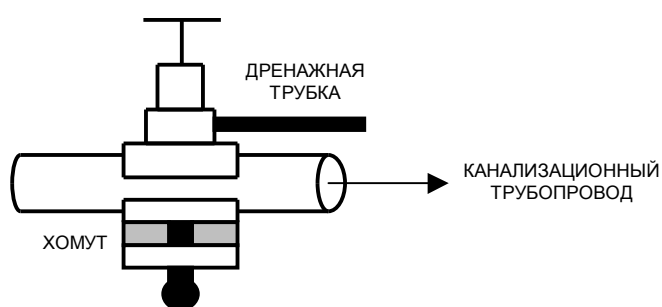 ДРЕНАЖНАЯ
ТРУБКА
КАНАЛИЗАЦИОННЫЙ
ТРУБОПРОВОД
ХОМУТ